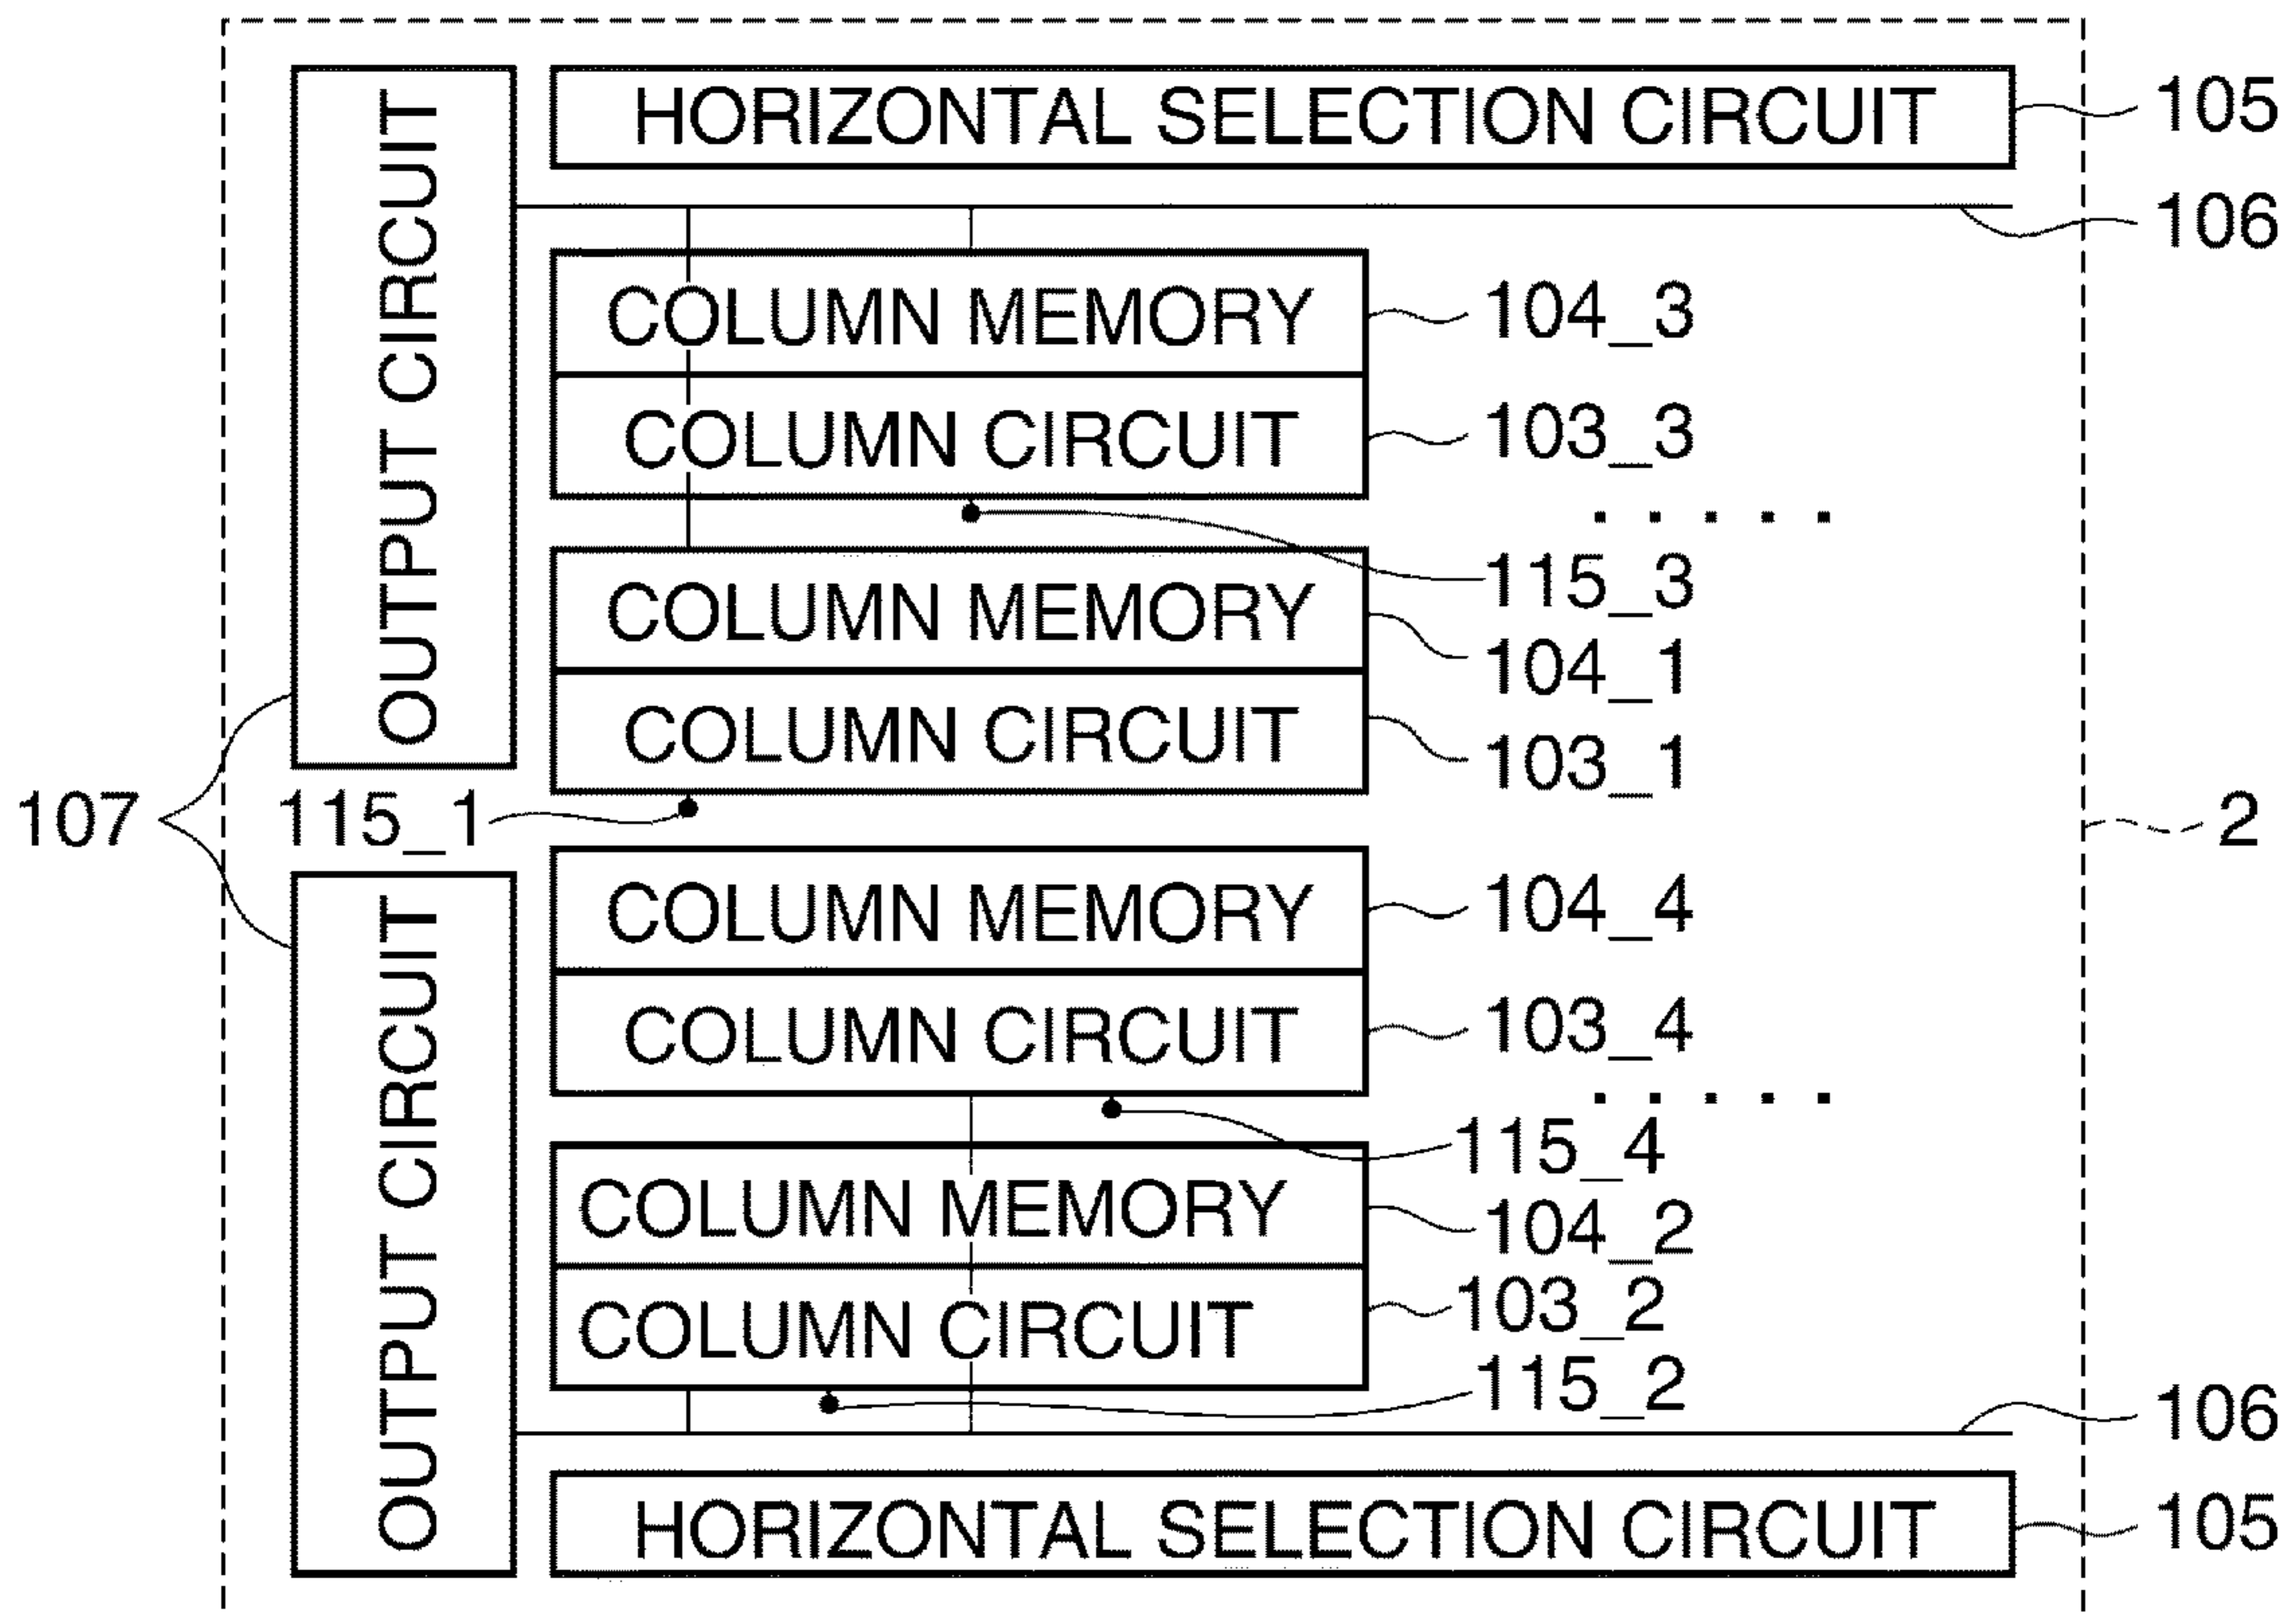 OUTPUT CIRCUIT
HORIZONTAL SELECTION CIRCUIT
105
106
COLUMN MEMORY
104_3
COLUMN CIRCUIT
103_3
.....
115_3
COLUMN MEMORY
104_1
COLUMN CIRCUIT
103_1
107
115_1
2
OUTPUT CIRCUIT
COLUMN MEMORY
104_4
COLUMN CIRCUIT
103_4
.....
115_4
COLUMN MEMORY
104_2
COLUMN CIRCUIT
103_2
115_2
106
HORIZONTAL SELECTION CIRCUIT
105